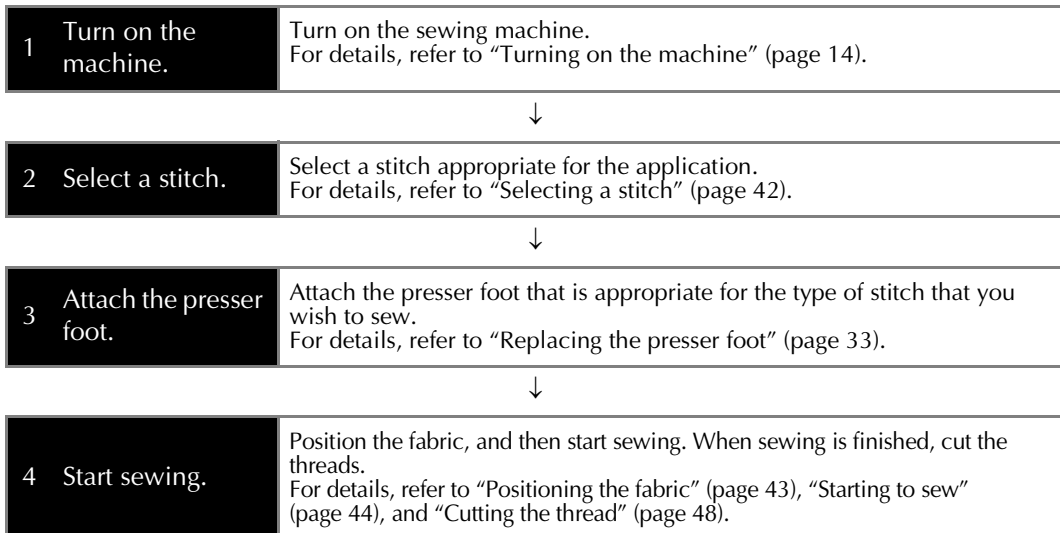 1 Turn on the machine.
Turn on the sewing machine.
For details, refer to “Turning on the machine” (page 14).
↓
2 Select a stitch.
Select a stitch appropriate for the application.
For details, refer to “Selecting a stitch” (page 42).
↓
3 Attach the presser foot.
Attach the presser foot that is appropriate for the type of stitch that you
wish to sew.
For details, refer to “Replacing the presser foot” (page 33).
↓
4 Start sewing.
Position the fabric, and then start sewing. When sewing is finished, cut the
threads.
For details, refer to “Positioning the fabric” (page 43), “Starting to sew”
(page 44), and “Cutting the thread” (page 48).